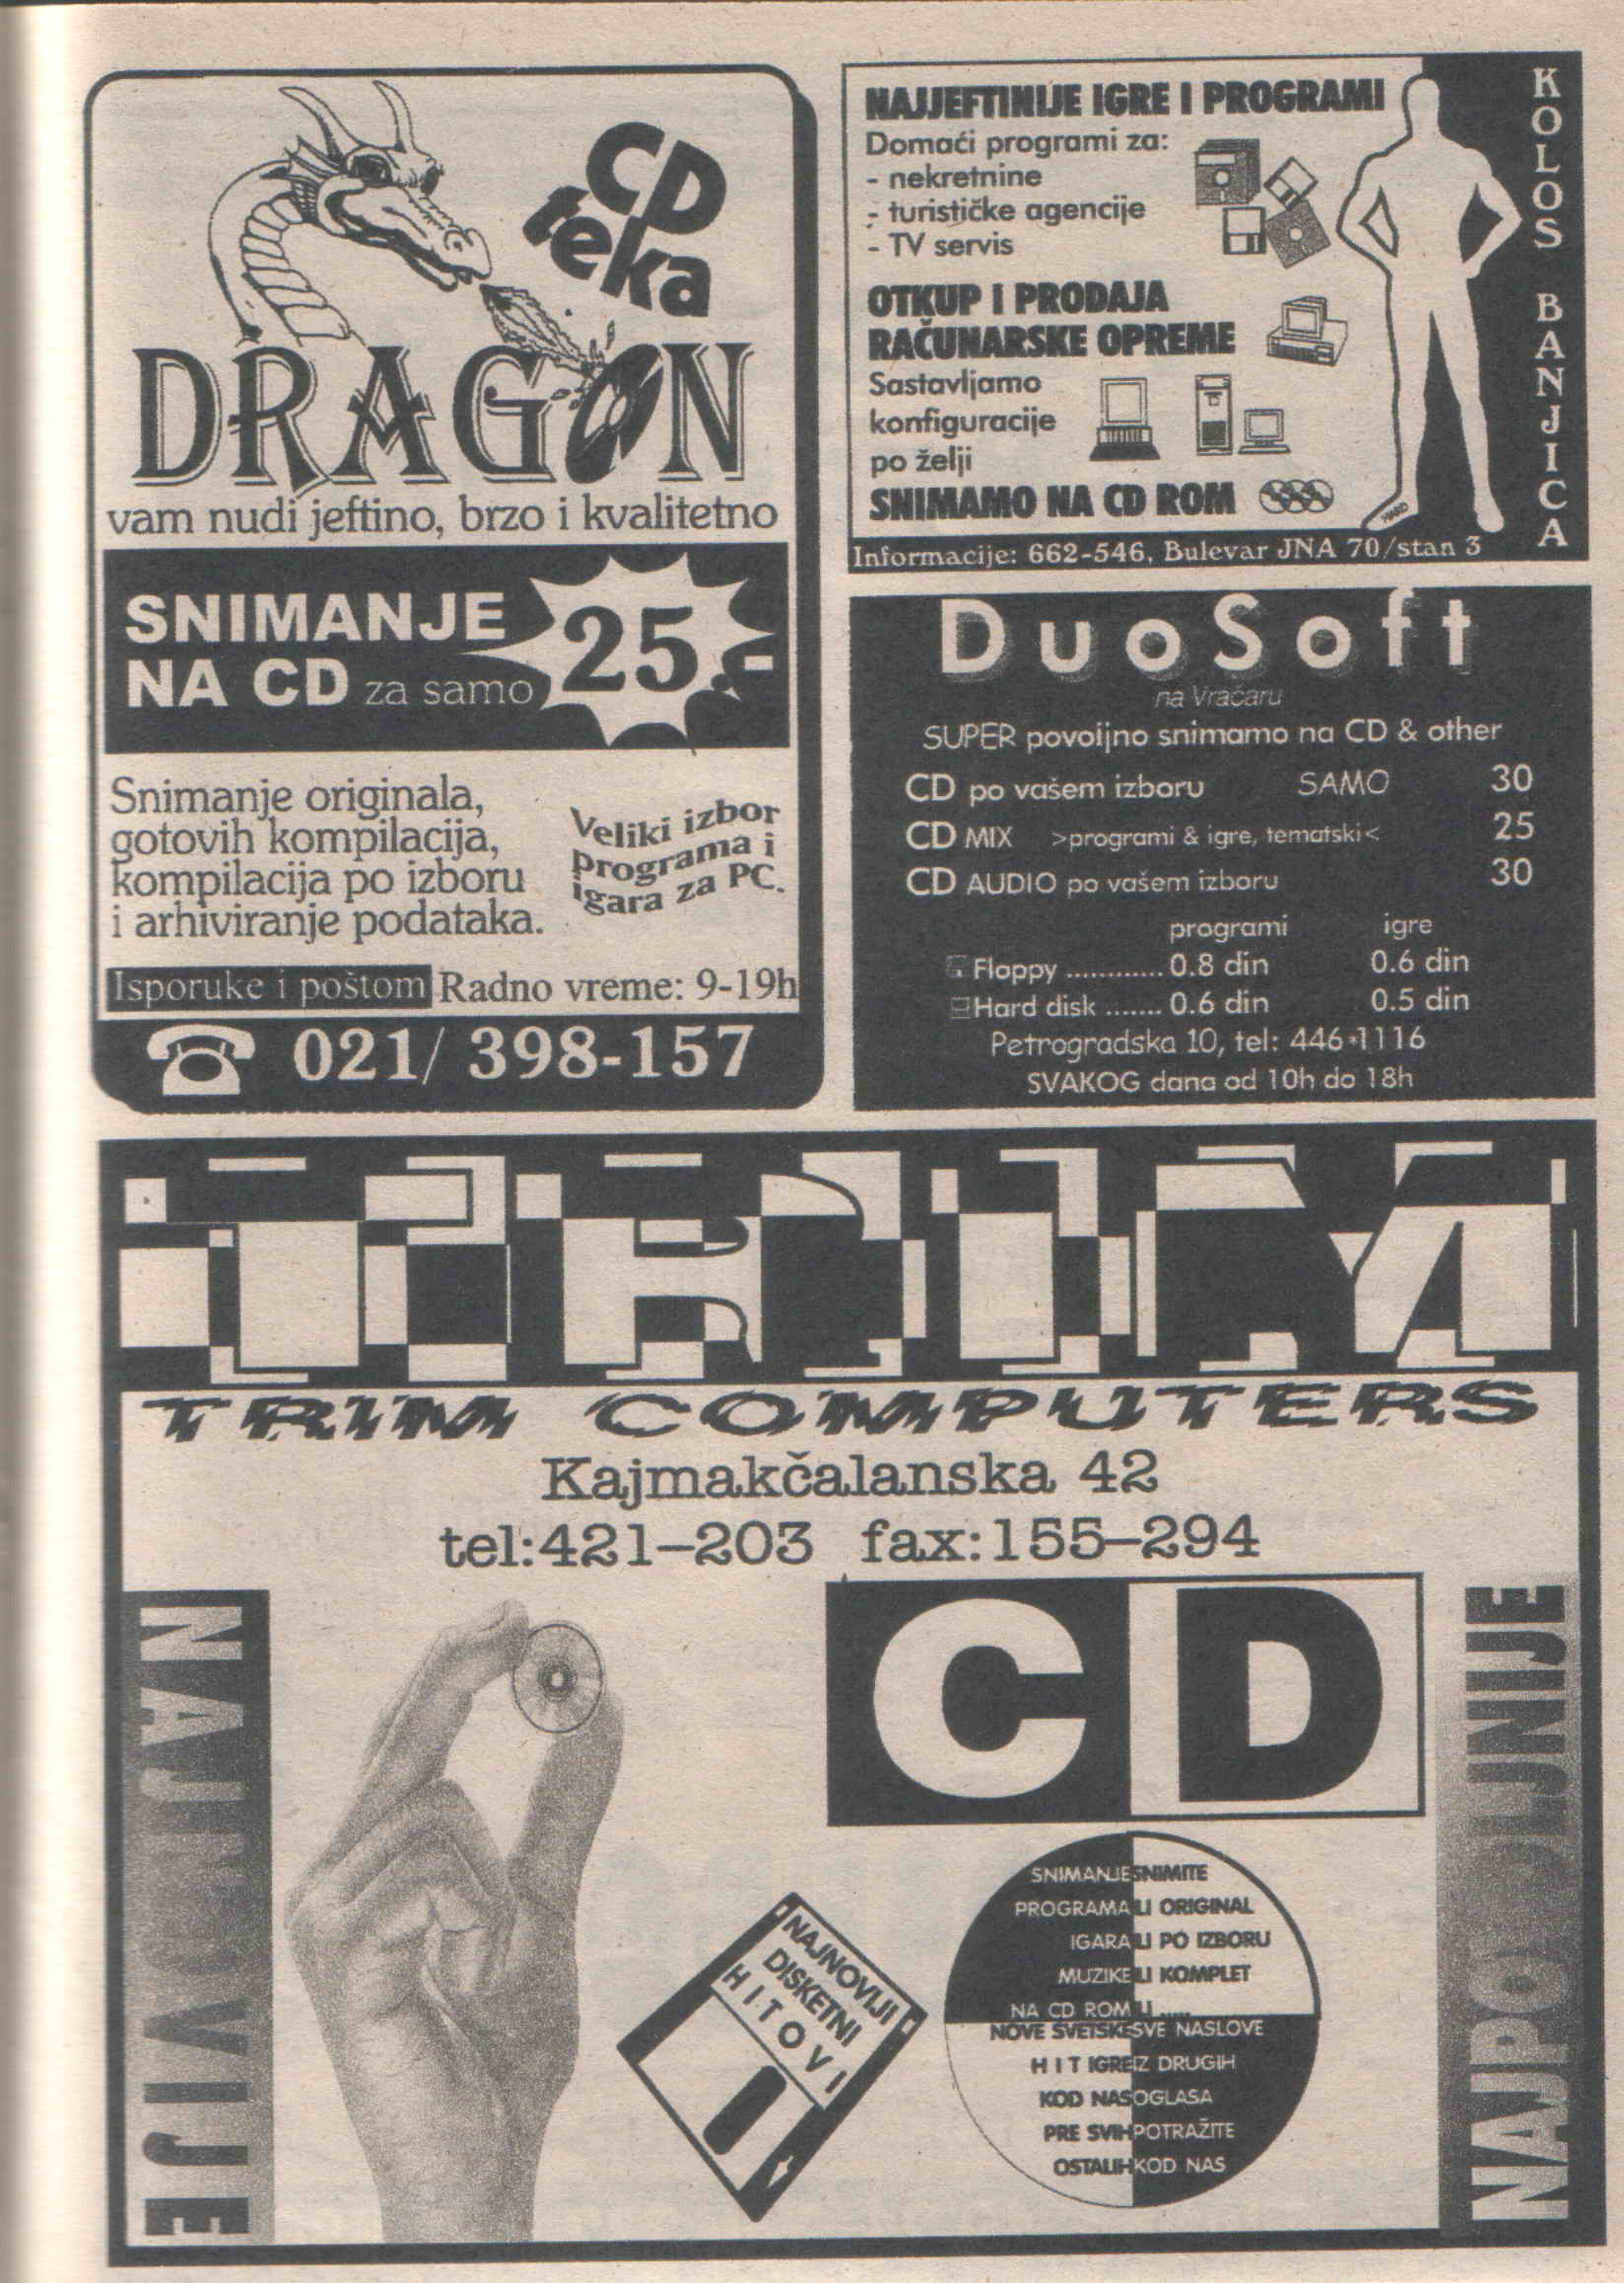 CD
teka
DRAGON
vam nudi jeftino, brzo i kvalitetno
SNIMANJE
NA CD za samo
25,-
Snimanje originala,
gotovih kompilacija,
kompilacija po izboru
i arhiviranje podataka.
Veliki izbor
programa i
igara za PC.
Isporuke i poštom Radno vreme: 9-19h
021/ 398-157
NAJJEFTINIJE IGRE I PROGRAMI
Domaći programi za:
- nekretnine
- turističke agencije
- TV servis
OTKUP I PRODAJA
RAČUNARSKE OPREME
Sastavljamo
konfiguracije
po želji
SNIMAMO NA CD ROM
Informacije: 662-546, Bulevar JNA 70/stan 3
KOLOS BANJICA
DuoSoft
na Vračaru
SUPER povoljno snimamo na CD & other
CD po vašem izboru SAMO 30
CD MIX >programi & igre, tematski< 25
CD AUDIO po vašem izboru 30
programi igre
Floppy ............ 0.8 din 0.6 din
Hard disk ....... 0.6 din 0.5 din
Petrogradska 10, tel: 446-1116
SVAKOG dana od 10h do 18h
TRIM
TRIM COMPUTERS
Kajmakčalanska 42
tel:421-203 fax:155-294
NAJNOVIJE
CD
NAJPOVOLJNIJE
NAJNOVIJI
DISKETNI
HITOVI
SNIMANJE
PROGRAMA
IGARA
MUZIKE
NA CD ROM
SNIMITE
LI ORIGINAL
LI PO IZBORU
LI KOMPLET
LI .....
NOVE SVETSKE
HIT IGRE
KOD NAS
PRE SVIH
OSTALIH
SVE NASLOVE
IZ DRUGIH
OGLASA
POTRAŽITE
KOD NAS